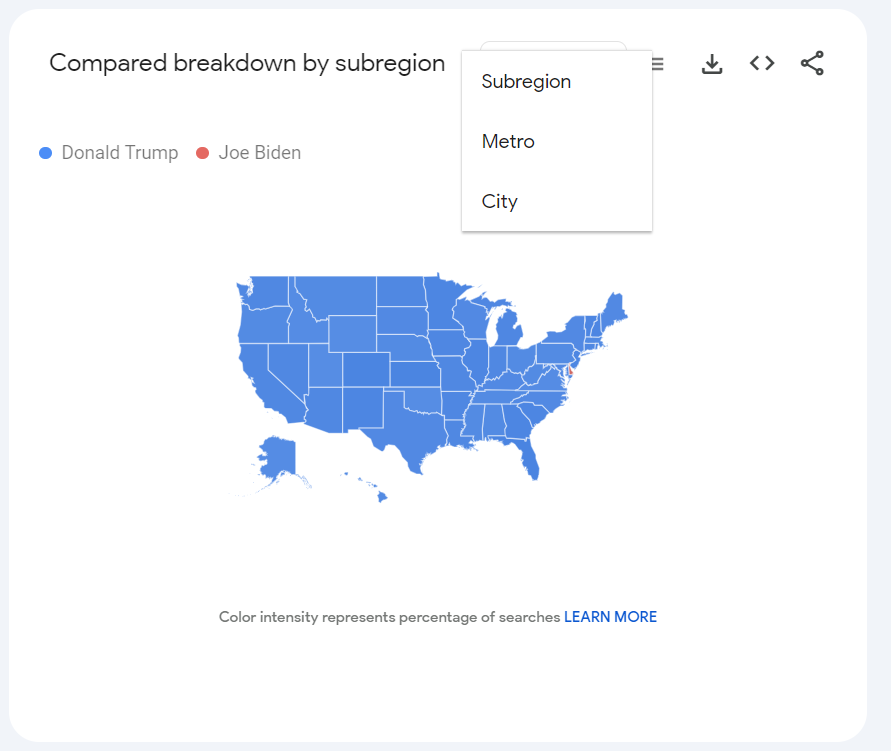 Compared breakdown by subregion
Subregion
Metro
City
Donald Trump
Joe Biden
Color intensity represents percentage of searches LEARN MORE